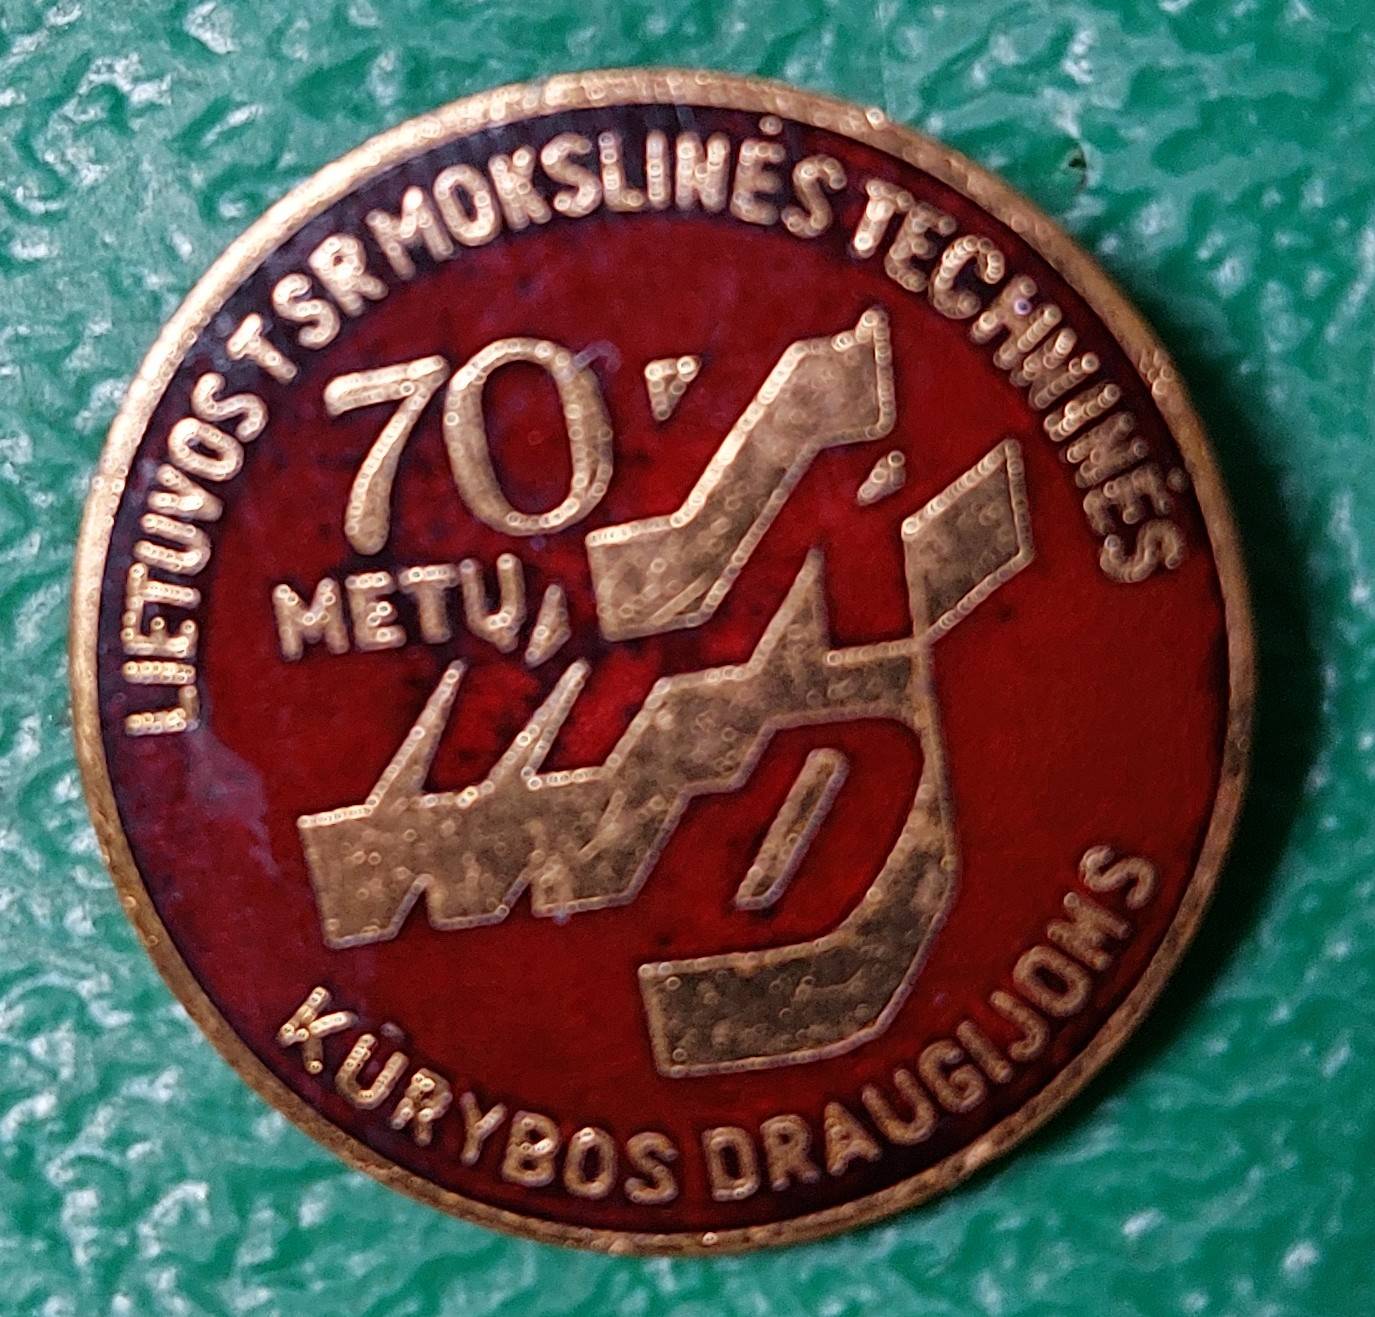 LIETUVOS TSR MOKSLINĖS TECHNINĖS
70
METŲ
KŪRYBOS DRAUGIJOMS